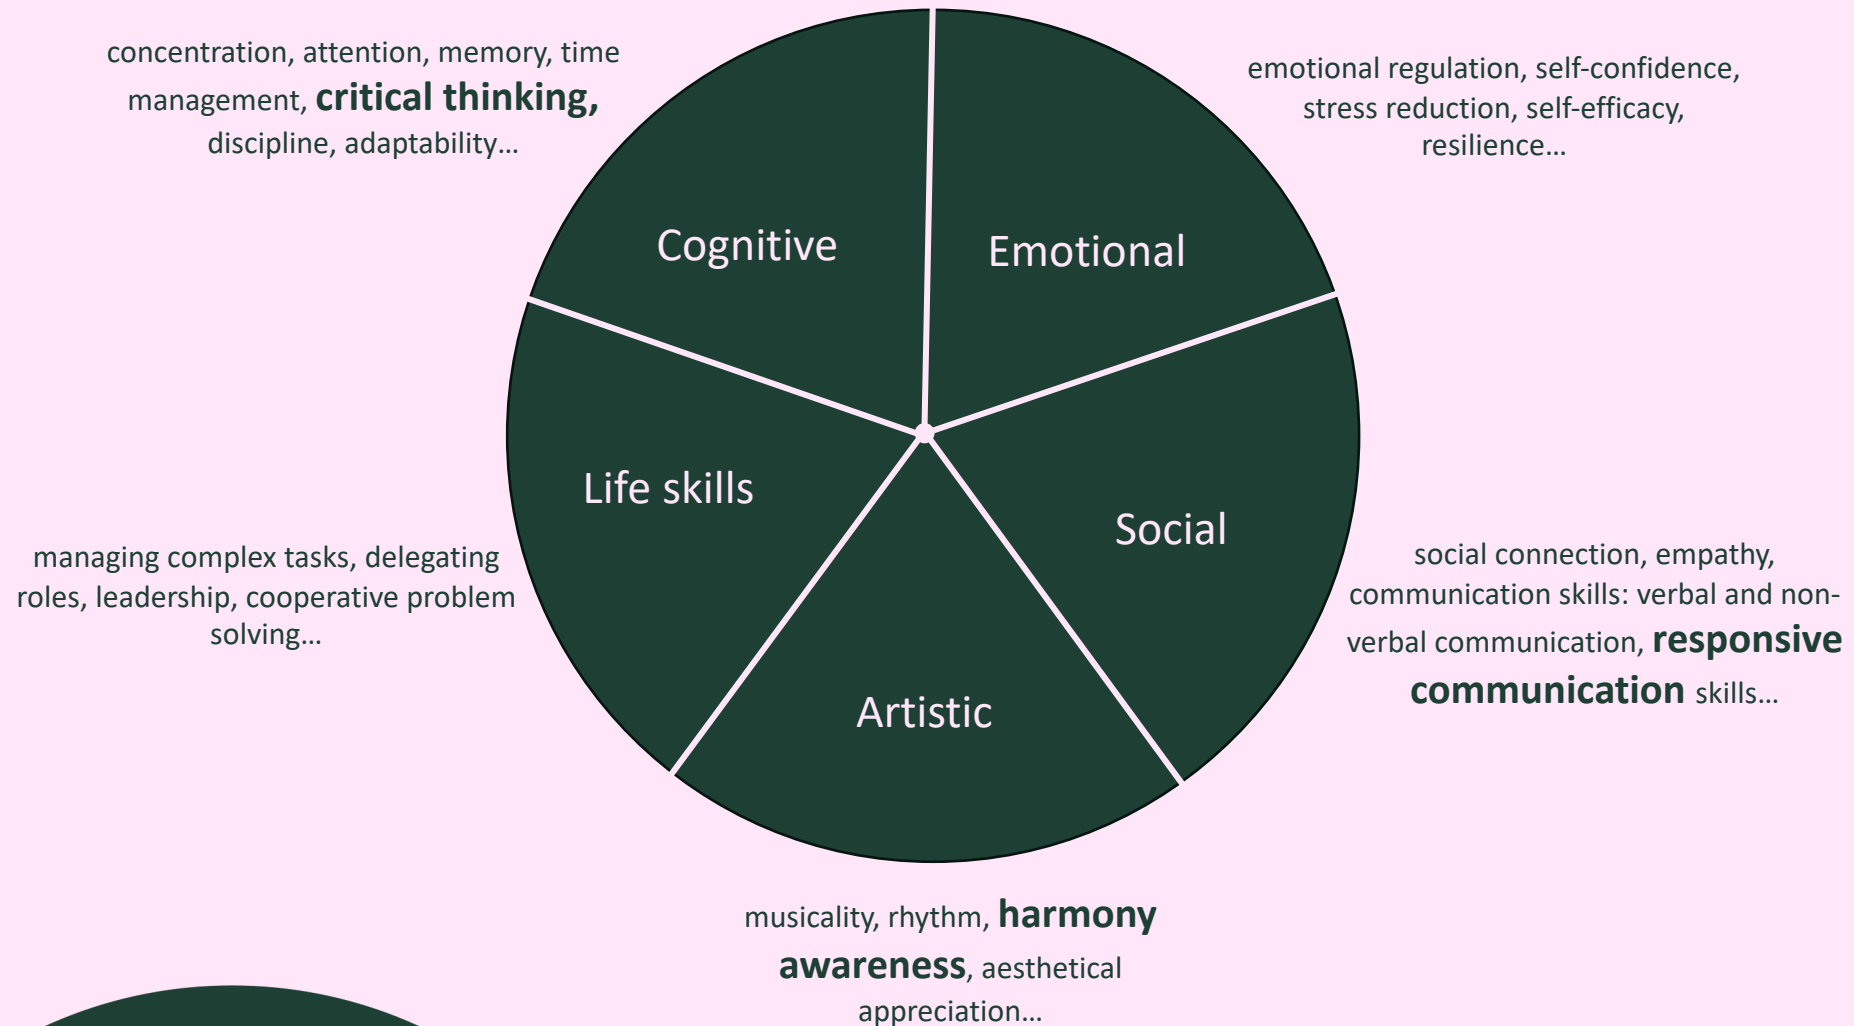 concentration, attention, memory, time
management, critical thinking,
discipline, adaptability…
emotional regulation, self-confidence,
stress reduction, self-efficacy,
resilience…
Cognitive
Emotional
Life skills
Social
Artistic
managing complex tasks, delegating
roles, leadership, cooperative problem
solving…
social connection, empathy,
communication skills: verbal and non-
verbal communication, responsive
communication skills…
musicality, rhythm, harmony
awareness, aesthetical
appreciation…